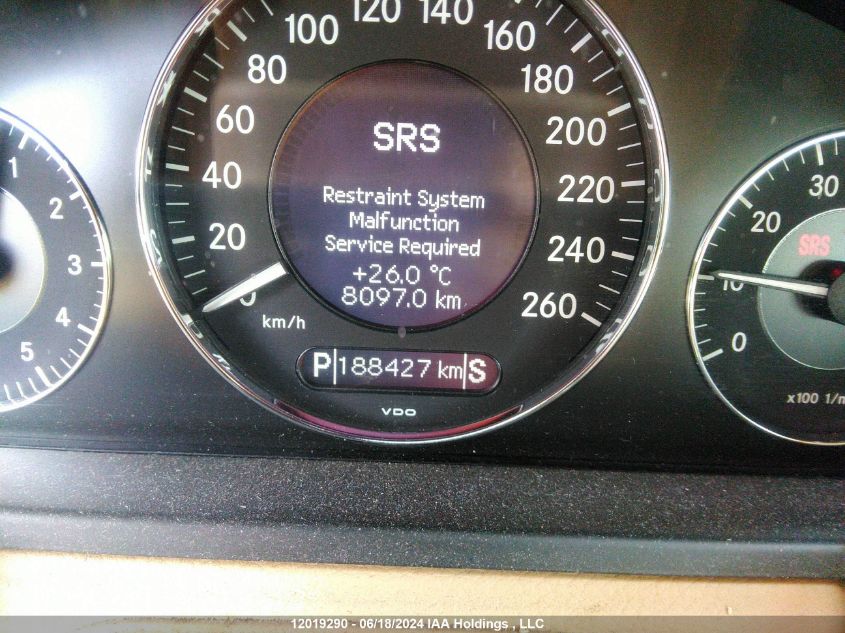 120 140
100 160
80 180
60 200
40 220
20 240
0 260
km/h
SRS
Restraint System
Malfunction
Service Required
+26.0 °C
8097.0 km
P 188427 km S
VDO
1
2
3
4
5
30
20
10
0
SRS
x100 1/m
12019290 - 06/18/2024 IAA Holdings , LLC